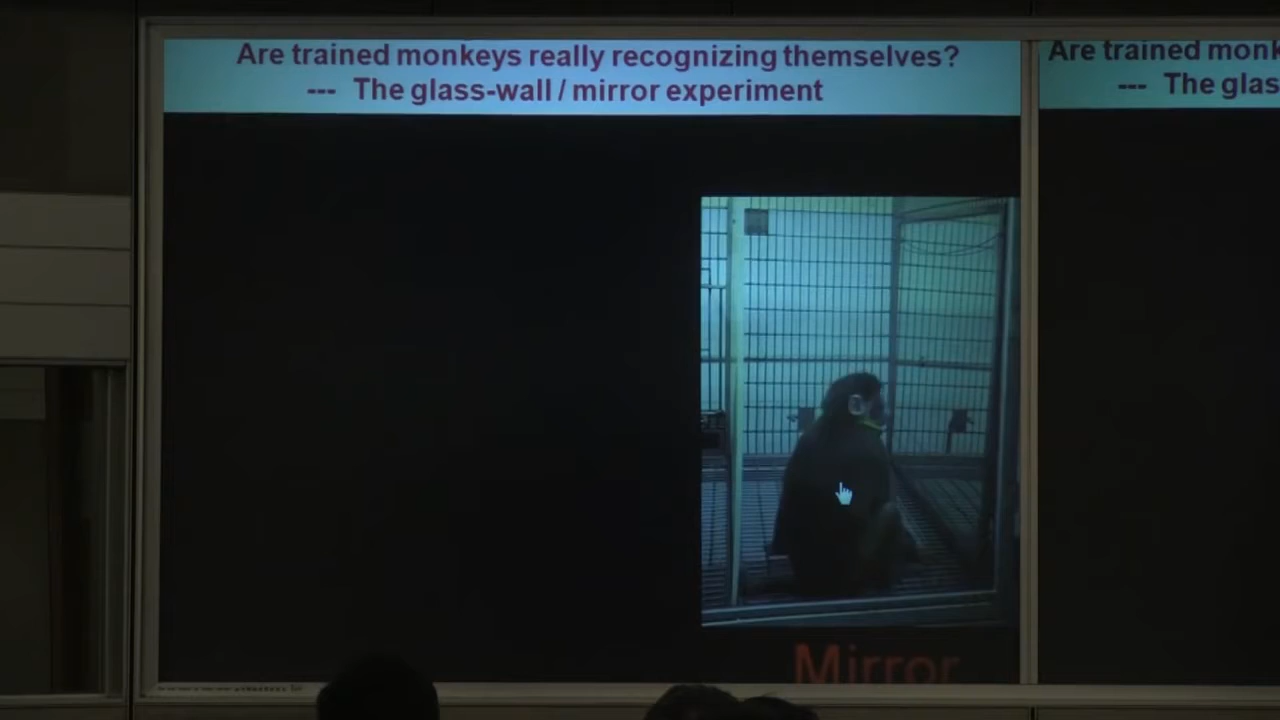 Are trained monkeys really recognizing themselves?
--- The glass-wall / mirror experiment
Mirror
Are trained monk
--- The glas